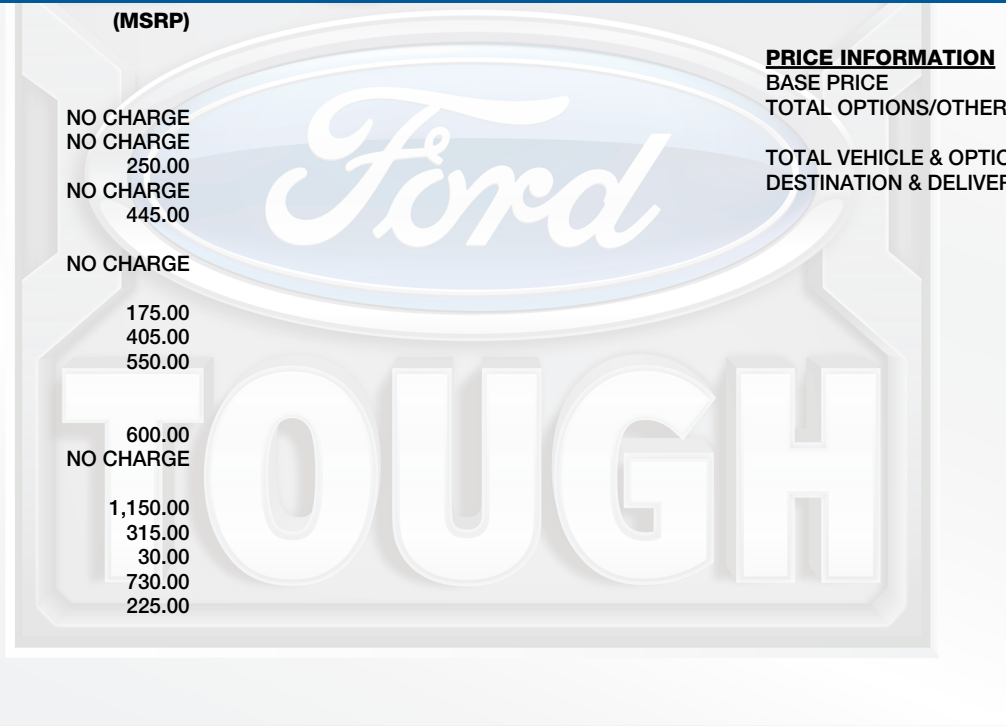 (MSRP)
NO CHARGE
NO CHARGE
250.00
NO CHARGE
445.00
NO CHARGE
175.00
405.00
550.00
600.00
NO CHARGE
1,150.00
315.00
30.00
730.00
225.00
PRICE INFORMATION
BASE PRICE
TOTAL OPTIONS/OTHER
TOTAL VEHICLE & OPTIO
DESTINATION & DELIVER
Ford
TOUGH